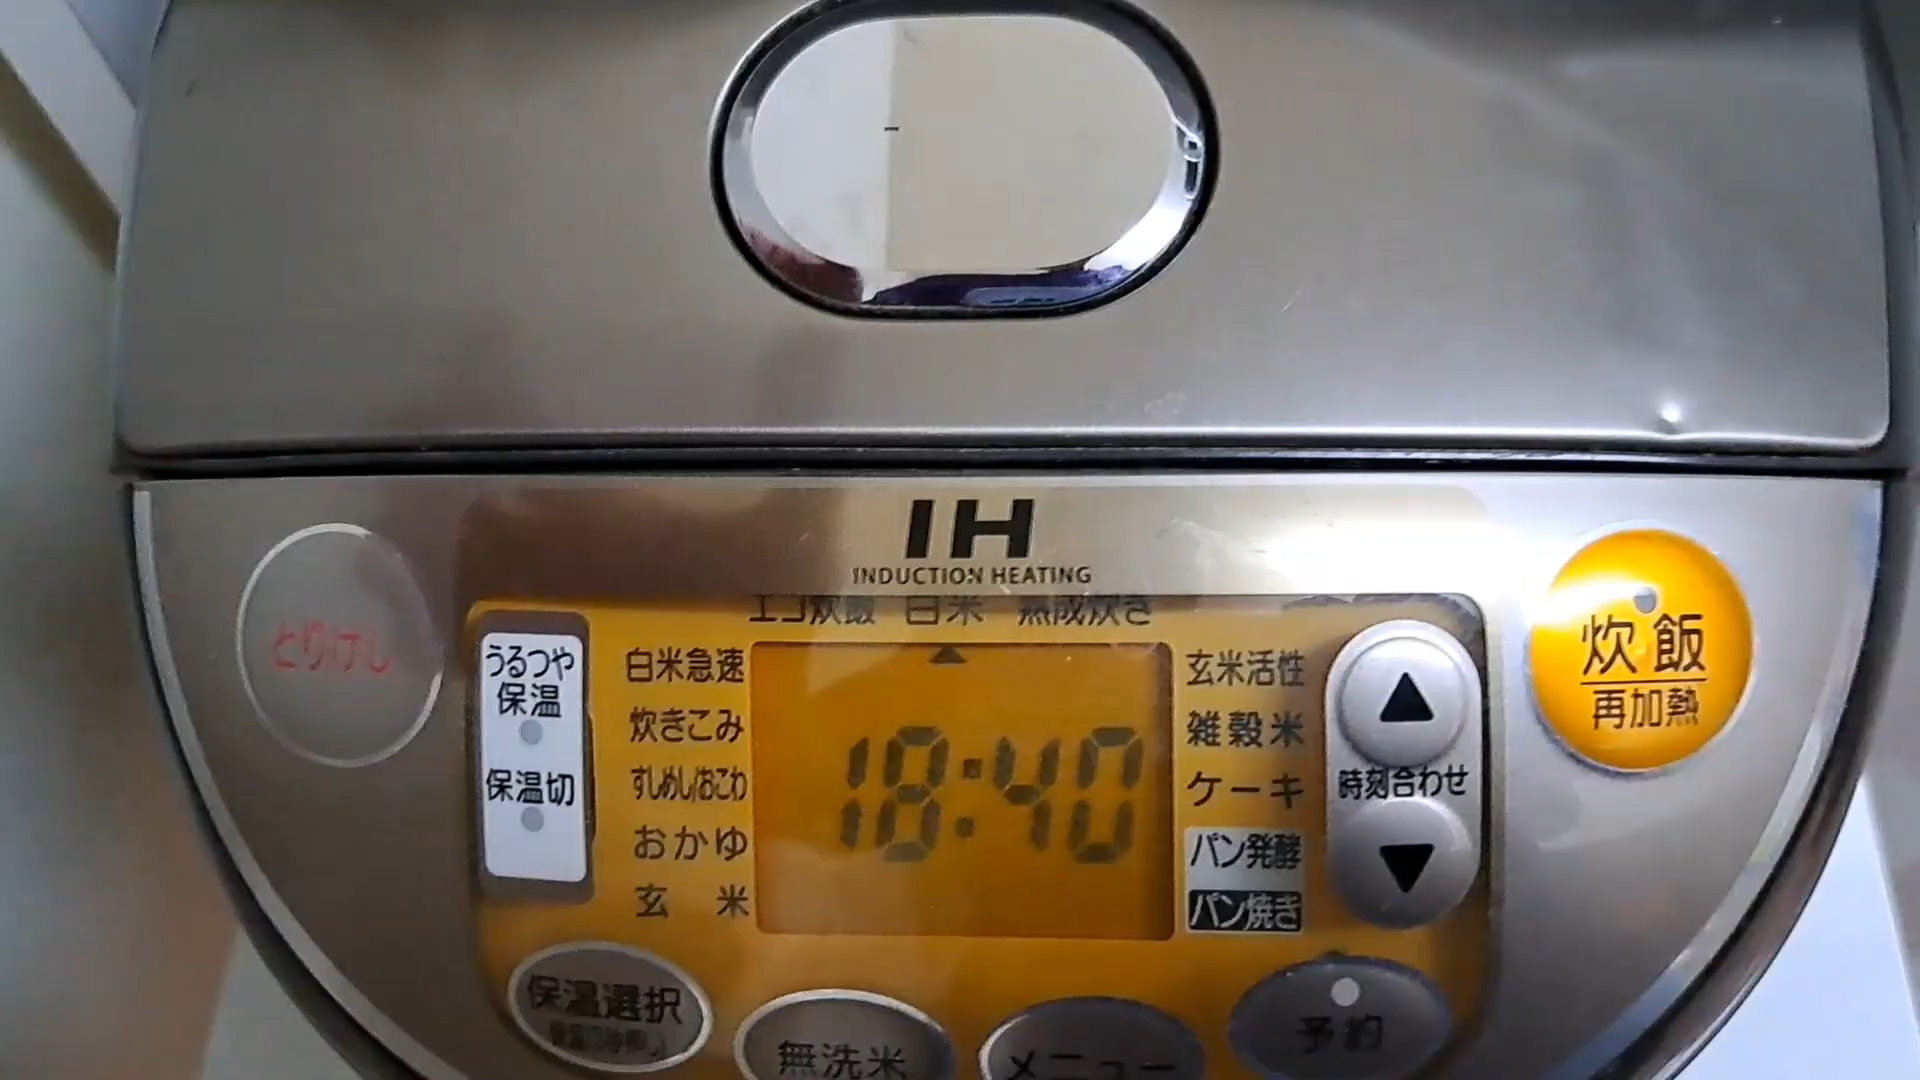 IH
INDUCTION HEATING
エコ炊飯 白米 熟成炊き
とりけし
うるつや
保温
保温切
白米急速
炊きこみ
すしめし/おこわ
おかゆ
玄 米
18:40
玄米活性
雑穀米
ケーキ
パン発酵
パン焼き
時刻合わせ
炊飯
再加熱
保温選択
無洗米
メニュー
予約